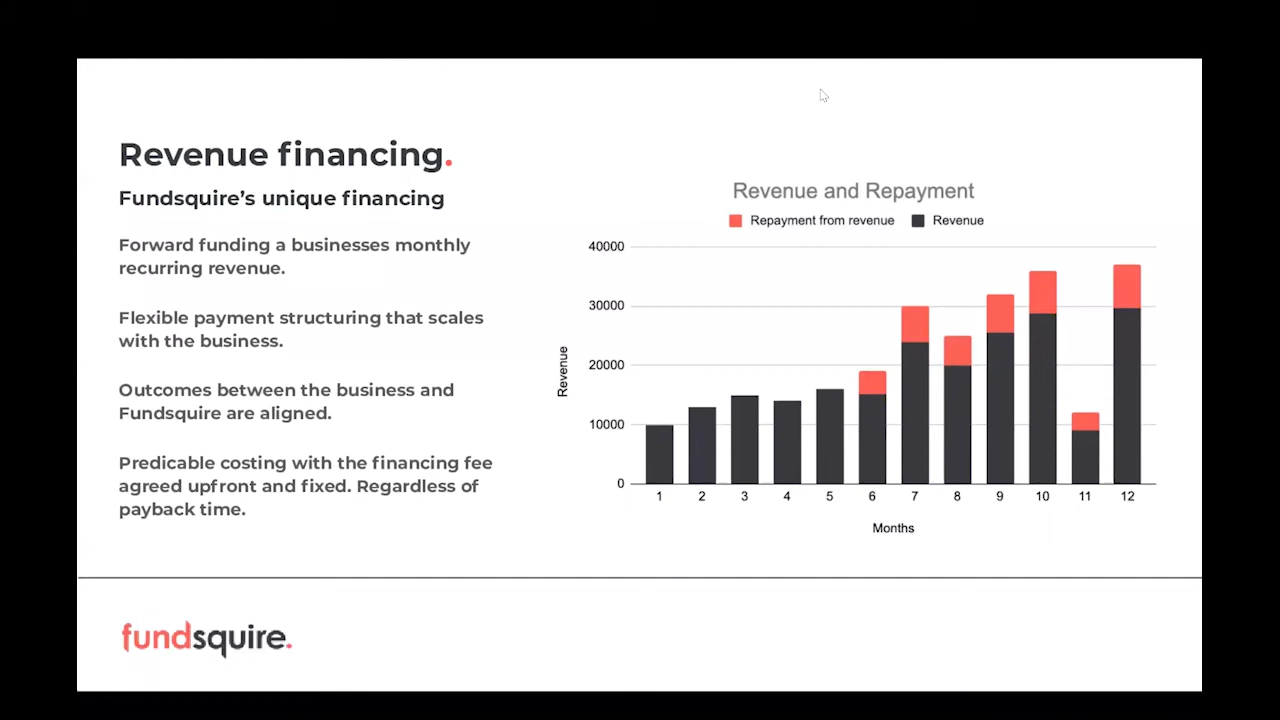 Revenue financing.
Fundsquire's unique financing
Forward funding a businesses monthly
recurring revenue.
Flexible payment structuring that scales
with the business.
Outcomes between the business and
Fundsquire are aligned.
Predicable costing with the financing fee
agreed upfront and fixed. Regardless of
payback time.
Revenue and Repayment
Repayment from revenue Revenue
40000
30000
20000
10000
0
Revenue
1 2 3 4 5 6 7 8 9 10 11 12
Months
fundsquire.